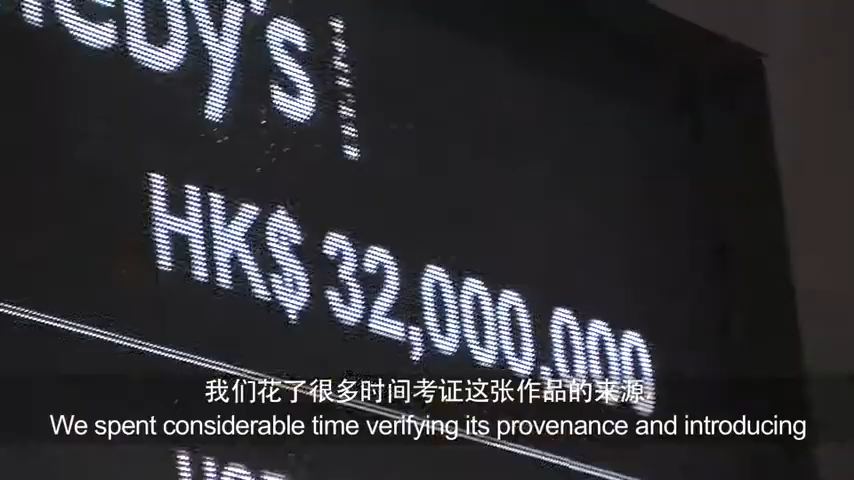 HK$ 32,000,000
我们花了很多时间考证这张作品的来源
We spent considerable time verifying its provenance and introducing